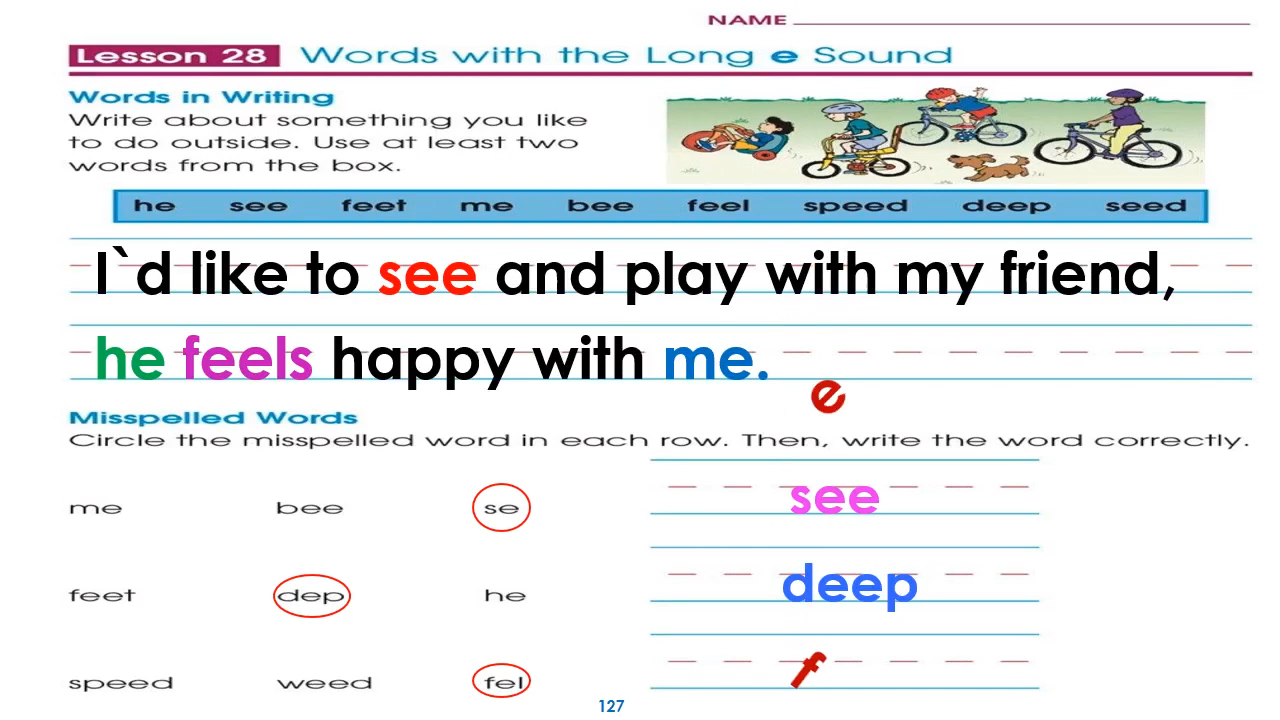 NAME
Lesson 28 Words with the Long e Sound
Words in Writing
Write about something you like
to do outside. Use at least two
words from the box.
he see feet me bee feel speed deep seed
I`d like to see and play with my friend,
he feels happy with me.
e
Misspelled Words
Circle the misspelled word in each row. Then, write the word correctly.
me bee se see
feet dep he deep
speed weed fel f
127